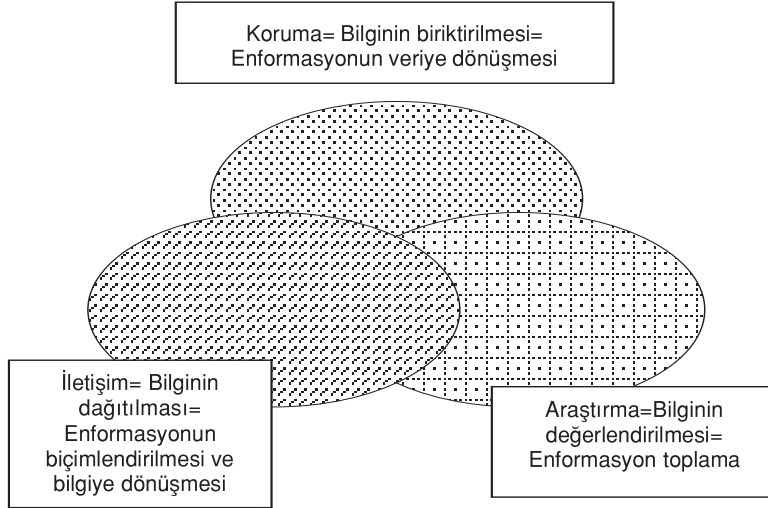 Koruma= Bilginin biriktirilmesi=
Enformasyonun veriye dönüşmesi
İletişim= Bilginin
dağıtılması=
Enformasyonun
biçimlendirilmesi ve
bilgiye dönüşmesi
Araştırma=Bilginin
değerlendirilmesi=
Enformasyon toplama